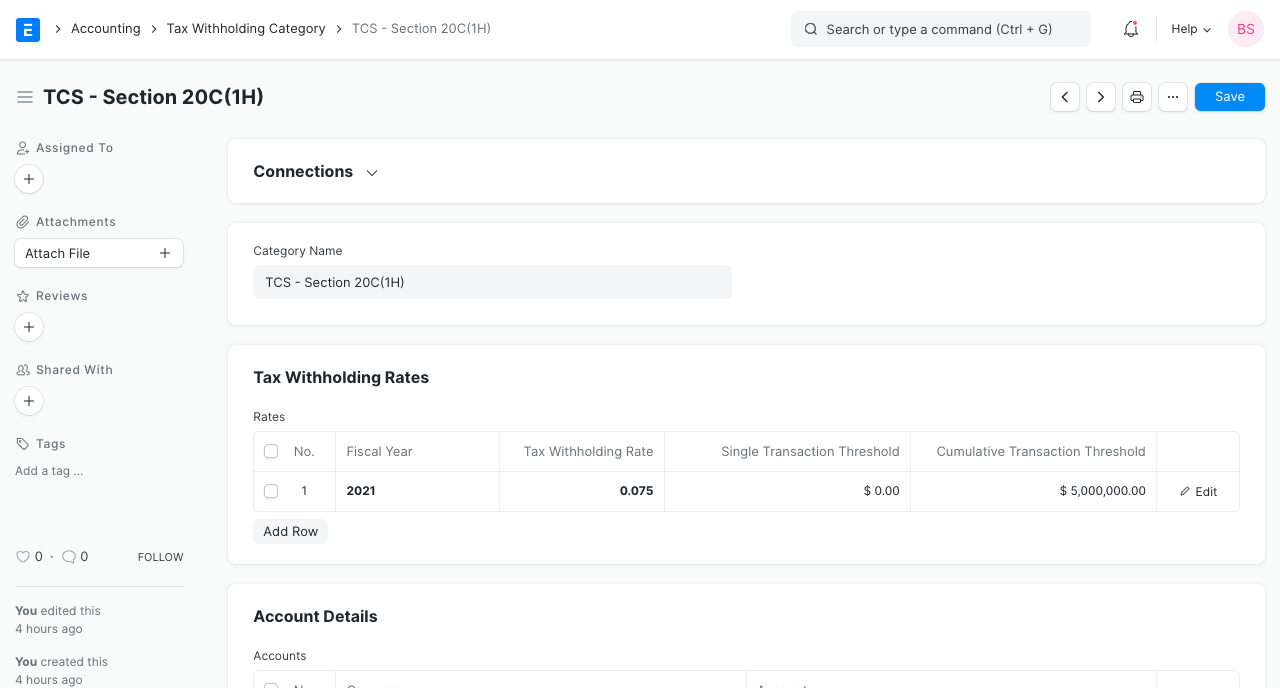 Accounting Tax Withholding Category TCS - Section 20C(1H)
Search or type a command (Ctrl + G)
Help
BS
TCS - Section 20C(1H)
Save
Assigned To
Attachments
Attach File
Reviews
Shared With
Tags
Add a tag ...
0 · 0 FOLLOW
You edited this
4 hours ago
You created this
4 hours ago
Connections
Category Name
TCS - Section 20C(1H)
Tax Withholding Rates
Rates
No. Fiscal Year Tax Withholding Rate Single Transaction Threshold Cumulative Transaction Threshold
1 2021 0.075 $ 0.00 $ 5,000,000.00 Edit
Add Row
Account Details
Accounts